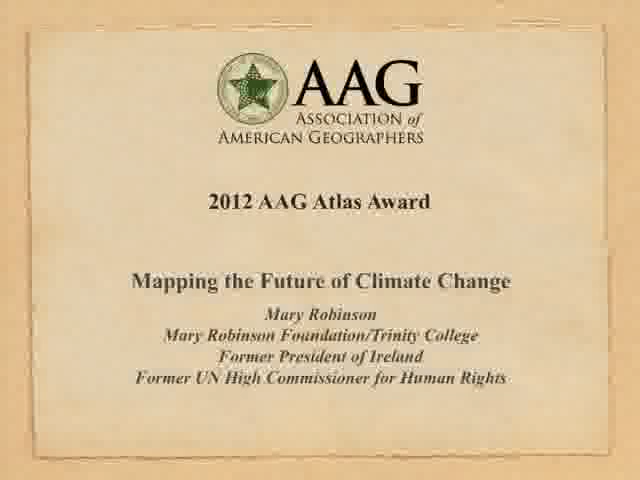 AAG
ASSOCIATION of
AMERICAN GEOGRAPHERS
2012 AAG Atlas Award
Mapping the Future of Climate Change
Mary Robinson
Mary Robinson Foundation/Trinity College
Former President of Ireland
Former UN High Commissioner for Human Rights